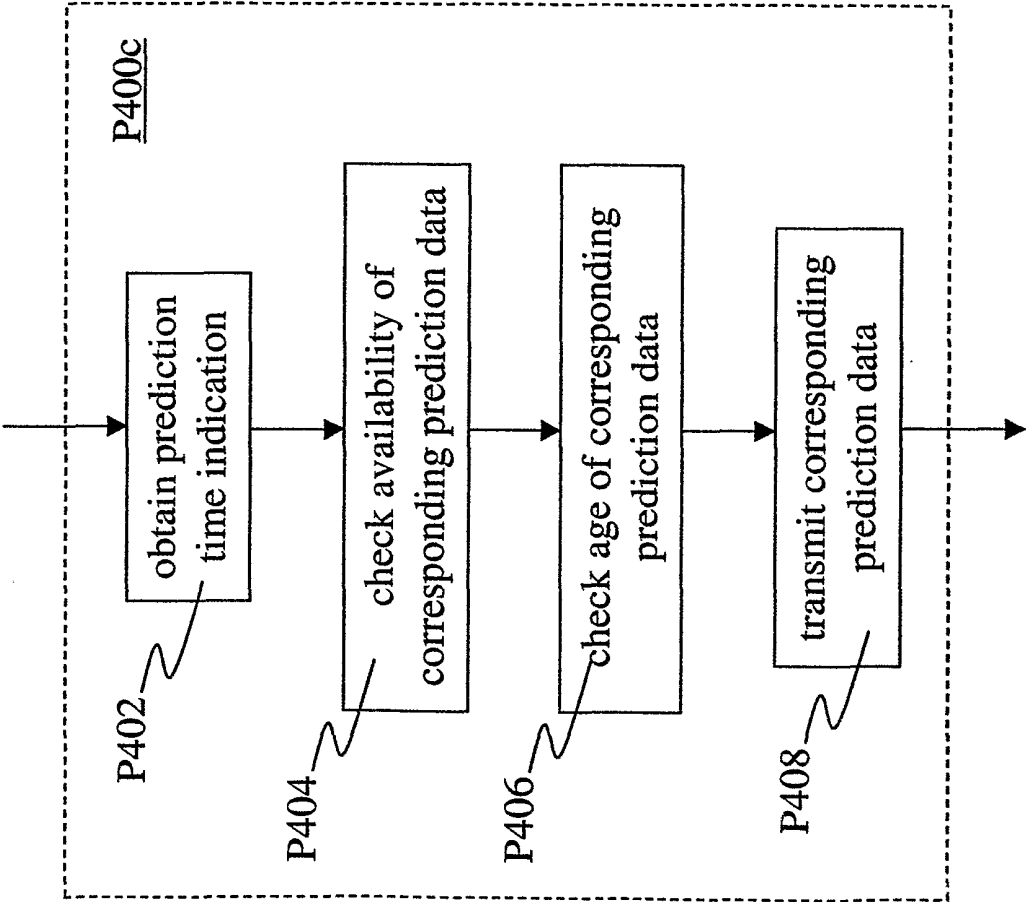 P400c
P402
obtain prediction
time indication
P404
check availability of
corresponding prediction data
P406
check age of corresponding
prediction data
P408
transmit corresponding
prediction data